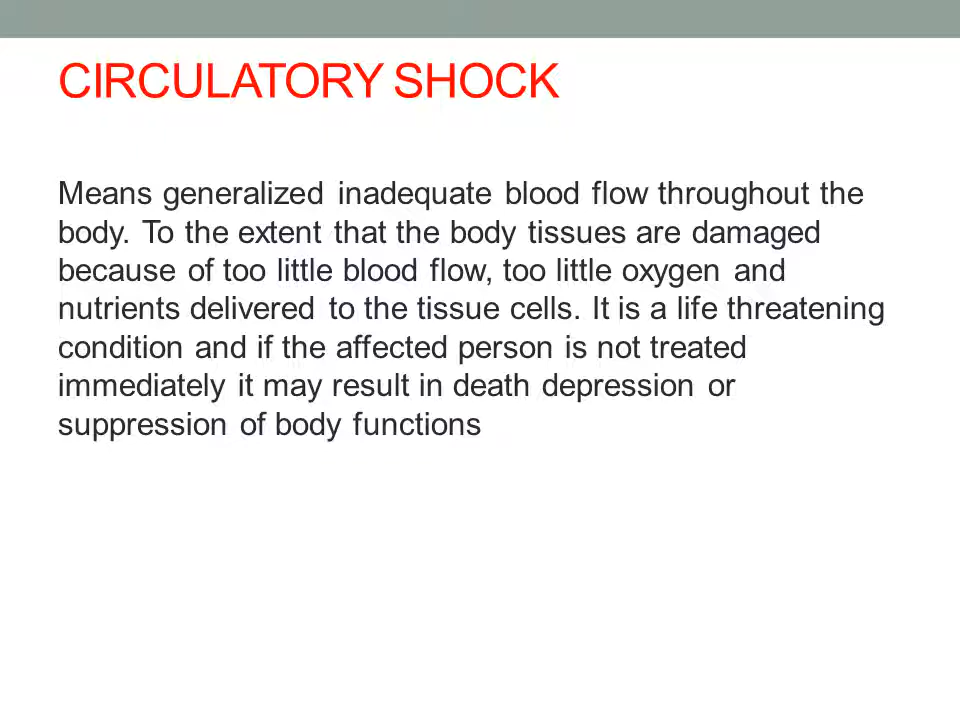 CIRCULATORY SHOCK
Means generalized inadequate blood flow throughout the
body. To the extent that the body tissues are damaged
because of too little blood flow, too little oxygen and
nutrients delivered to the tissue cells. It is a life threatening
condition and if the affected person is not treated
immediately it may result in death depression or
suppression of body functions